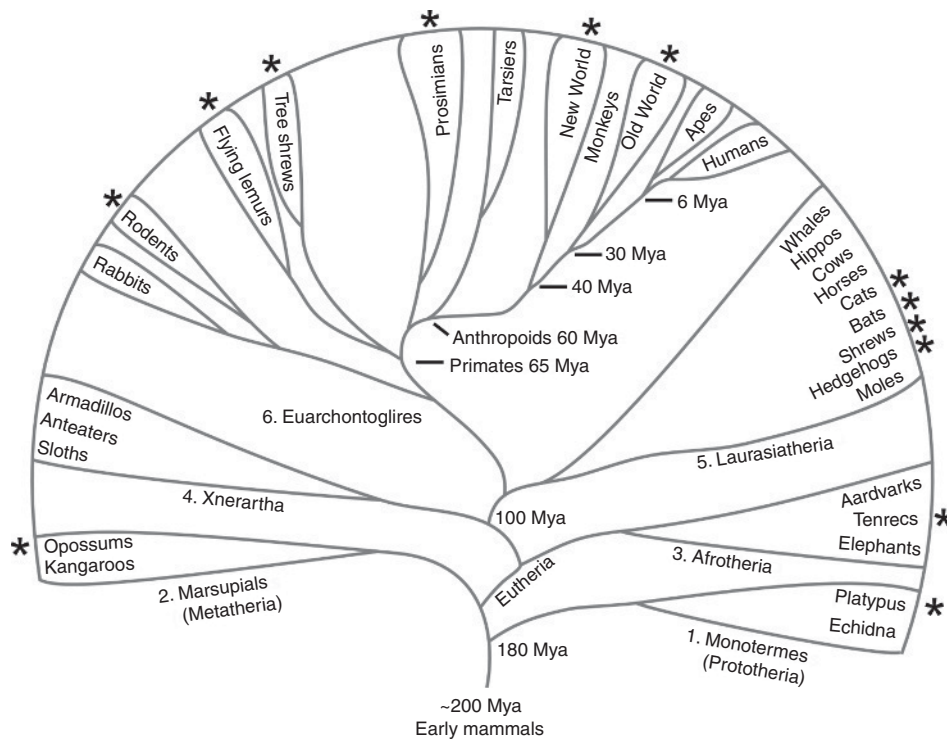 *
*
*
*
*
*
Prosimians
Tarsiers
New World
Monkeys
Old World
Apes
Humans
Tree shrews
Flying lemurs
Rodents
Rabbits
6 Mya
30 Mya
40 Mya
Anthropoids 60 Mya
Primates 65 Mya
Whales
Hippos
Cows
Horses
Cats
Bats
Shrews
Hedgehogs
Moles
*
*
*
*
Armadillos
Anteaters
Sloths
6. Euarchontoglires
5. Laurasiatheria
4. Xnerartha
100 Mya
Aardvarks
Tenrecs
Elephants
*
*
Opossums
Kangaroos
2. Marsupials
(Metatheria)
Eutheria
3. Afrotheria
Platypus
Echidna
*
180 Mya
1. Monotermes
(Prototheria)
~200 Mya
Early mammals